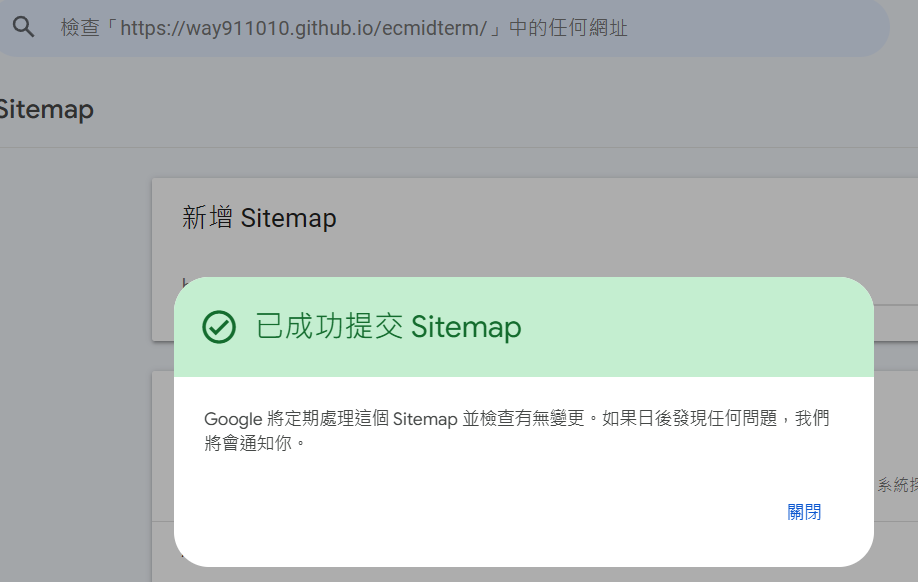 檢查「https://way911010.github.io/ecmidterm/」中的任何網址
Sitemap
新增 Sitemap
已成功提交 Sitemap
Google 將定期處理這個 Sitemap 並檢查有無變更。如果日後發現任何問題，我們
將會通知你。
系統探
關閉